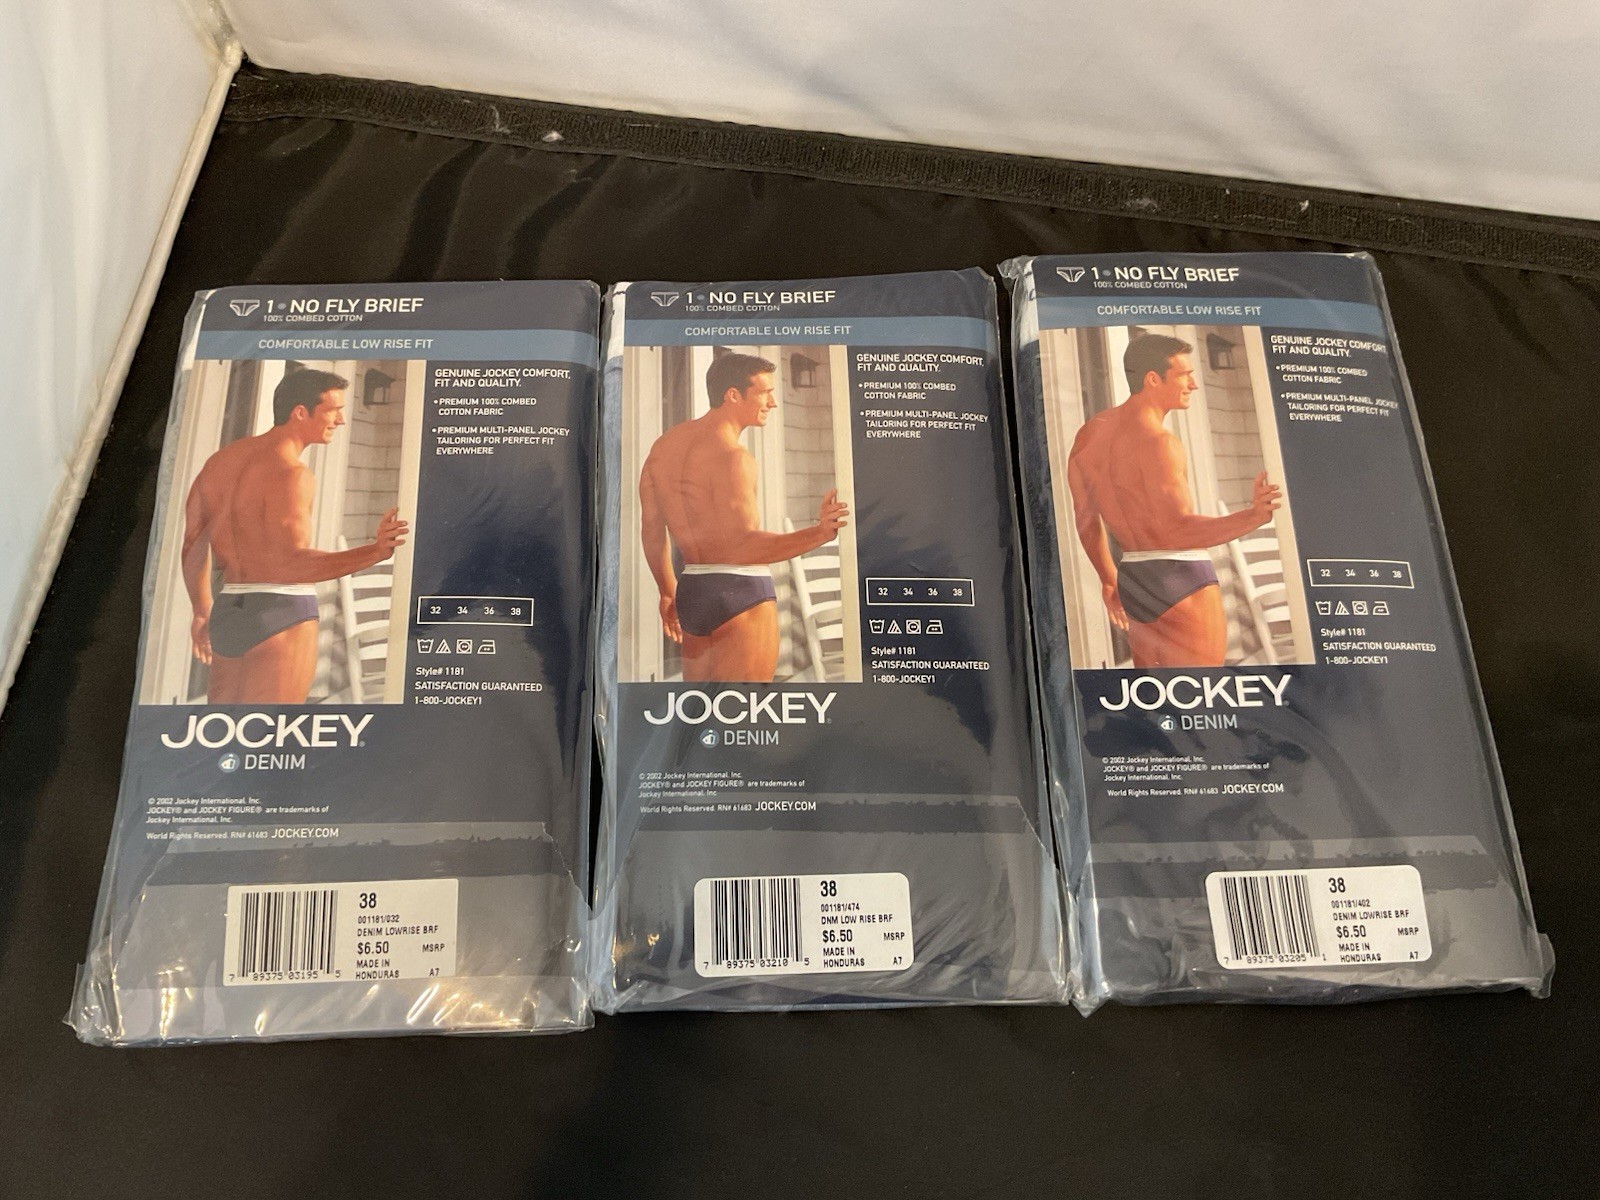 1 • NO FLY BRIEF
100% COMBED COTTON
COMFORTABLE LOW RISE FIT
GENUINE JOCKEY COMFORT,
FIT AND QUALITY.
• PREMIUM 100% COMBED
COTTON FABRIC
• PREMIUM MULTI-PANEL JOCKEY
TAILORING FOR PERFECT FIT
EVERYWHERE
32 34 36 38
Style# 1181
SATISFACTION GUARANTEED
1-800-JOCKEY1
JOCKEY®
DENIM
© 2002 Jockey International, Inc.
JOCKEY® and JOCKEY FIGURE® are trademarks of
Jockey International, Inc.
World Rights Reserved. RN# 61683 JOCKEY.COM
38
001181/032
DENIM LOWRISE BRF
$6.50 MSRP
MADE IN
HONDURAS A7
7 89375 03195 5
1 • NO FLY BRIEF
100% COMBED COTTON
COMFORTABLE LOW RISE FIT
GENUINE JOCKEY COMFORT,
FIT AND QUALITY.
• PREMIUM 100% COMBED
COTTON FABRIC
• PREMIUM MULTI-PANEL JOCKEY
TAILORING FOR PERFECT FIT
EVERYWHERE
32 34 36 38
Style# 1181
SATISFACTION GUARANTEED
1-800-JOCKEY1
JOCKEY®
DENIM
© 2002 Jockey International, Inc.
JOCKEY® and JOCKEY FIGURE® are trademarks of
Jockey International, Inc.
World Rights Reserved. RN# 61683 JOCKEY.COM
38
001181/474
DNM LOW RISE BRF
$6.50 MSRP
MADE IN
HONDURAS A7
7 89375 03210 5
1 • NO FLY BRIEF
100% COMBED COTTON
COMFORTABLE LOW RISE FIT
GENUINE JOCKEY COMFORT,
FIT AND QUALITY.
• PREMIUM 100% COMBED
COTTON FABRIC
• PREMIUM MULTI-PANEL JOCKEY
TAILORING FOR PERFECT FIT
EVERYWHERE
32 34 36 38
Style# 1181
SATISFACTION GUARANTEED
1-800-JOCKEY1
JOCKEY®
DENIM
© 2002 Jockey International, Inc.
JOCKEY® and JOCKEY FIGURE® are trademarks of
Jockey International, Inc.
World Rights Reserved. RN# 61683 JOCKEY.COM
38
001181/402
DENIM LOWRISE BRF
$6.50 MSRP
MADE IN
HONDURAS A7
7 89375 03205 1